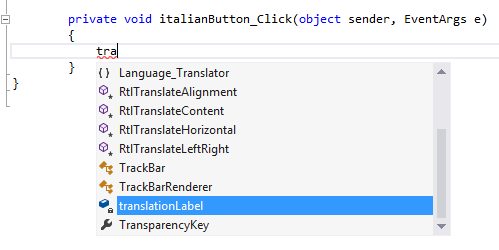 private void italianButton_Click(object sender, EventArgs e)
{
tra
}
}
{ } Language_Translator
RtlTranslateAlignment
RtlTranslateContent
RtlTranslateHorizontal
RtlTranslateLeftRight
TrackBar
TrackBarRenderer
translationLabel
TransparencyKey